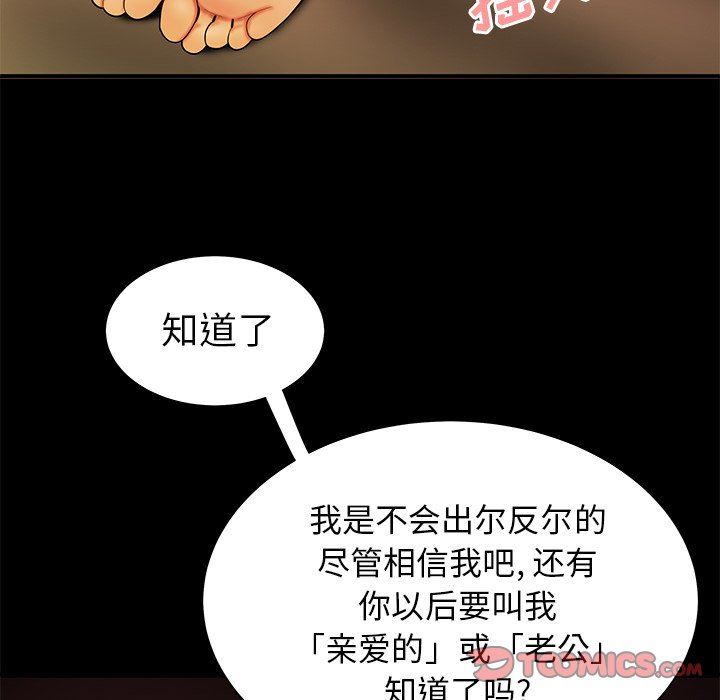 知道了
我是不会出尔反尔的
尽管相信我吧, 还有
你以后要叫我
「亲爱的」或「老公」
知道了吗?
TOOMICS.COM